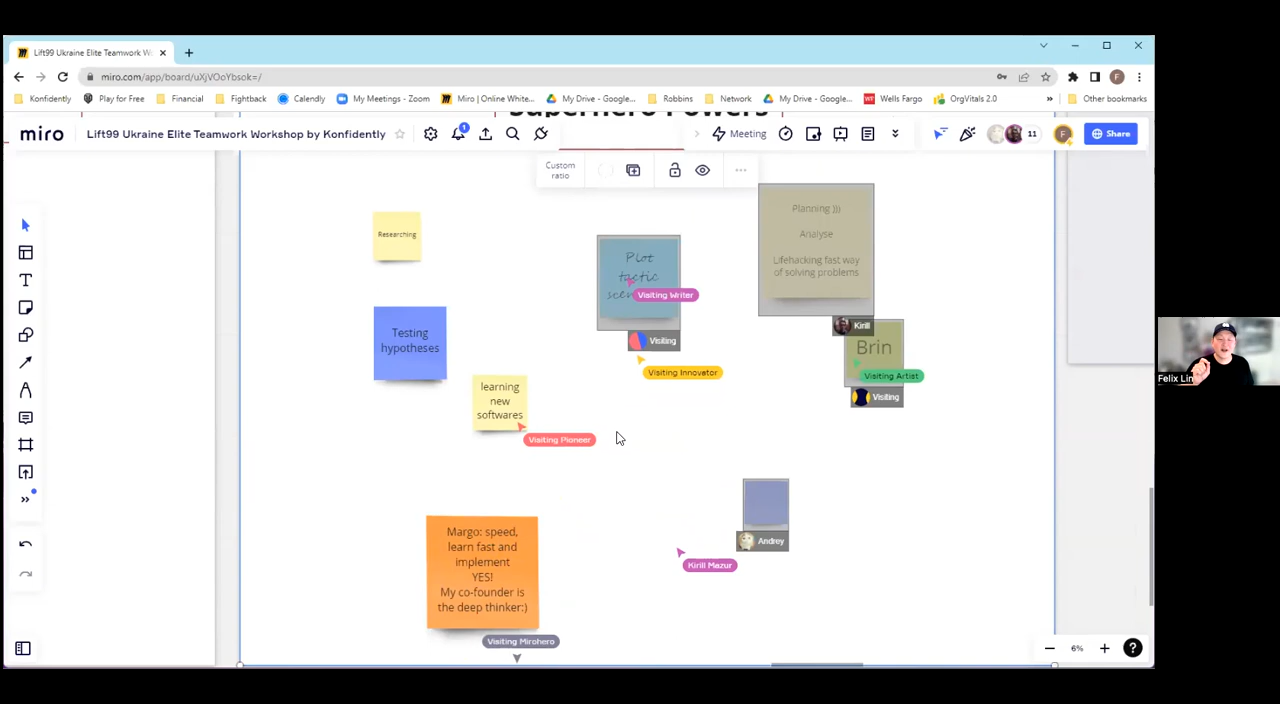 Lift99 Ukraine Elite Teamwork W
miro.com/app/board/uXjVOoYbsok=/
F
Konfidently
Play for Free
Financial
Fightback
Calendly
My Meetings - Zoom
Miro | Online White...
My Drive - Google...
Robbins
Network
My Drive - Google...
Wells Fargo
OrgVitals 2.0
Other bookmarks
Superhero Powers
miro
Lift99 Ukraine Elite Teamwork Workshop by Konfidently
1
Meeting
11
F
Share
Custom
ratio
Researching
Plot
tactic
Visiting Writer
Visiting
Visiting Innovator
Planning )))
Analyse
Lifehacking fast way
of solving problems
Kirill
Brin
Visiting Artist
Visiting
Testing
hypotheses
learning
new
softwares
Visiting Pioneer
Andrey
Kirill Mazur
Margo: speed,
learn fast and
implement
YES!
My co-founder is
the deep thinker:)
Visiting Mirohero
6%
Felix Lin